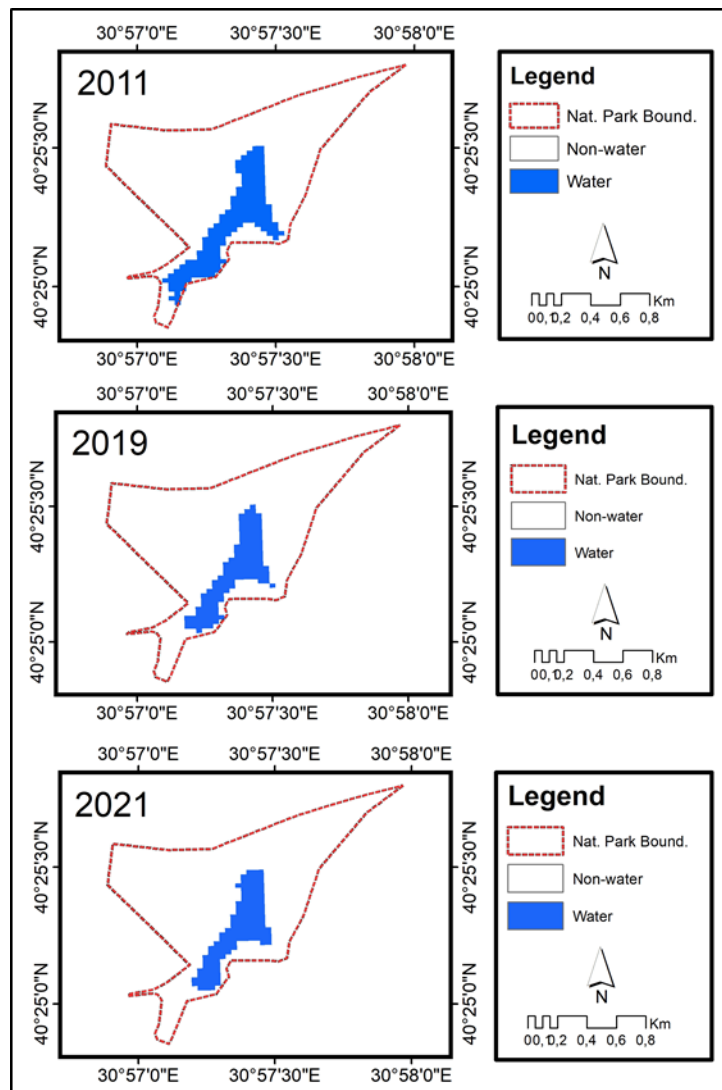 30°57'0"E 30°57'30"E 30°58'0"E
2011
40°25'30"N
40°25'0"N
40°25'30"N
40°25'0"N
30°57'0"E 30°57'30"E 30°58'0"E
Legend
Nat. Park Bound.
Non-water
Water
N
Km
00,10,2 0,4 0,6 0,8
30°57'0"E 30°57'30"E 30°58'0"E
2019
40°25'30"N
40°25'0"N
40°25'30"N
40°25'0"N
30°57'0"E 30°57'30"E 30°58'0"E
Legend
Nat. Park Bound.
Non-water
Water
N
Km
00,10,2 0,4 0,6 0,8
30°57'0"E 30°57'30"E 30°58'0"E
2021
40°25'30"N
40°25'0"N
40°25'30"N
40°25'0"N
30°57'0"E 30°57'30"E 30°58'0"E
Legend
Nat. Park Bound.
Non-water
Water
N
Km
00,10,2 0,4 0,6 0,8